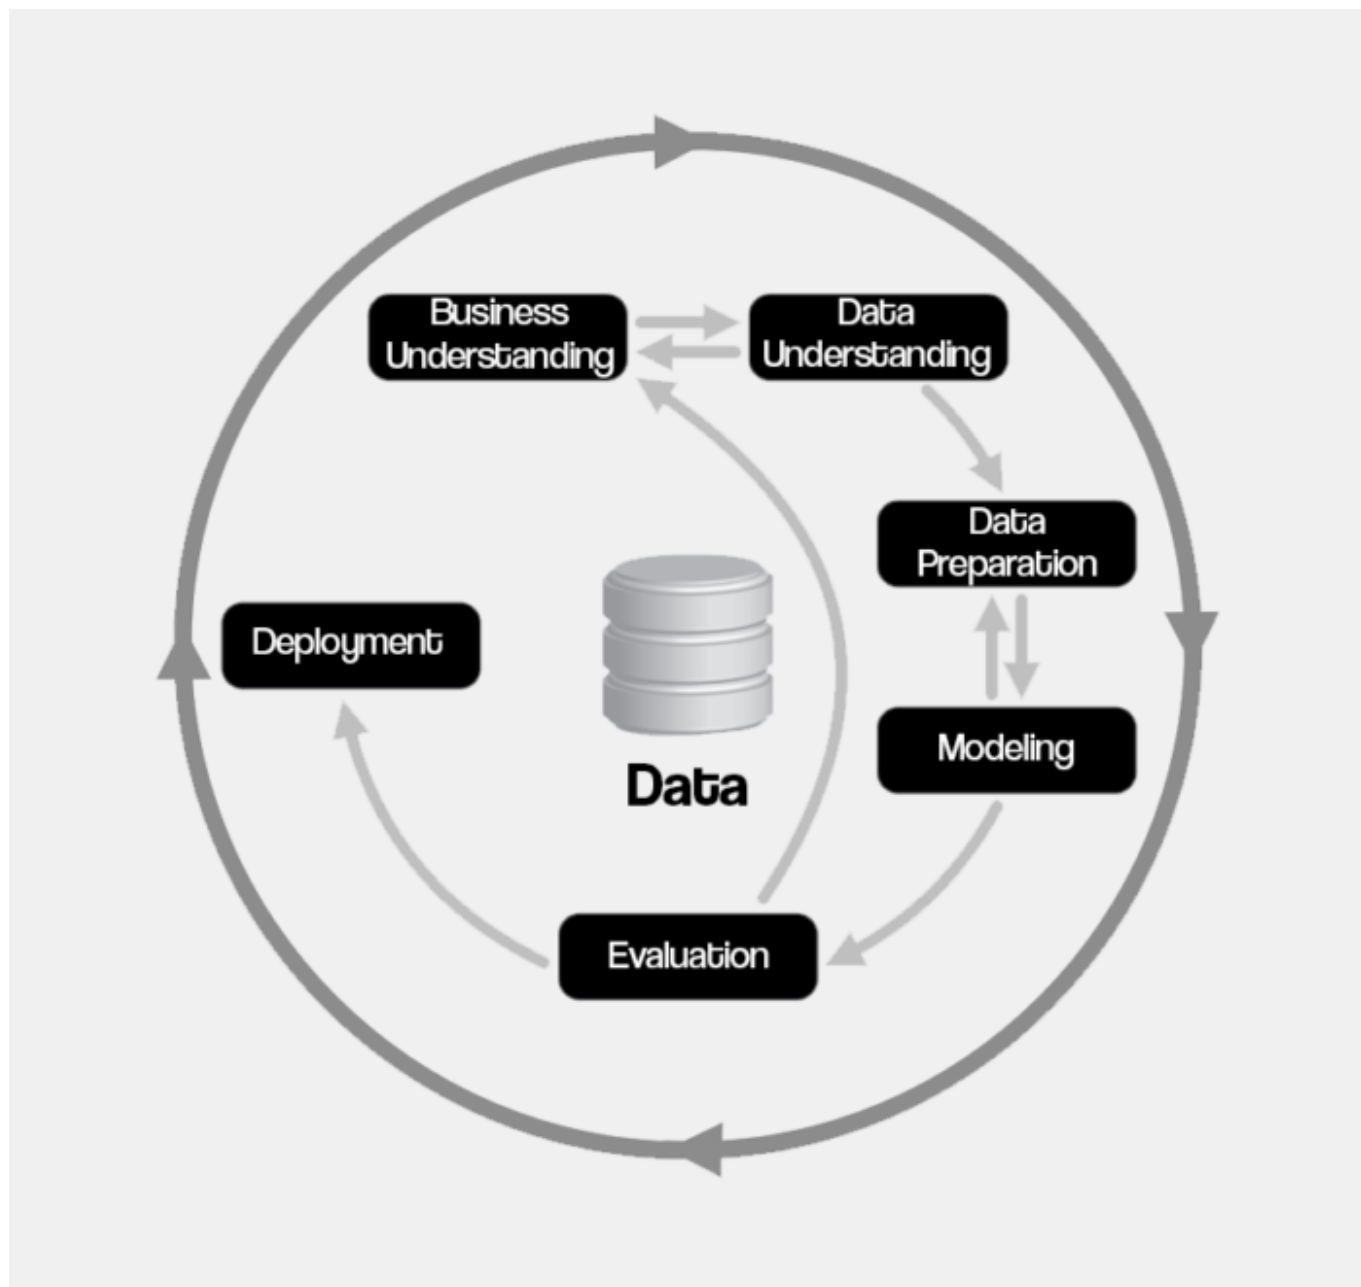 Business
Understanding
Data
Understanding
Data
Preparation
Deployment
Modeling
Data
Evaluation